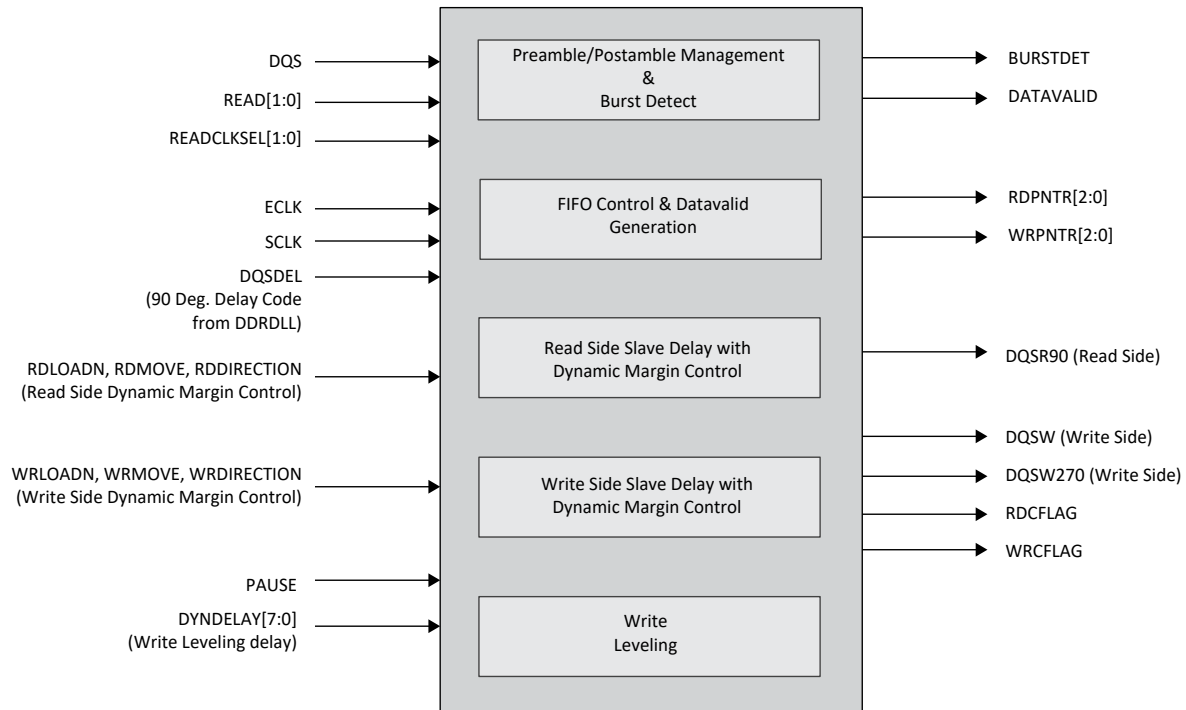 DQS
READ[1:0]
READCLKSEL[1:0]
ECLK
SCLK
DQSDEL
(90 Deg. Delay Code
from DDRDLL)
RDLOADN, RDMOVE, RDDIRECTION
(Read Side Dynamic Margin Control)
WRLOADN, WRMOVE, WRDIRECTION
(Write Side Dynamic Margin Control)
PAUSE
DYNDELAY[7:0]
(Write Leveling delay)
Preamble/Postamble Management
&
Burst Detect
FIFO Control & Datavalid
Generation
Read Side Slave Delay with
Dynamic Margin Control
Write Side Slave Delay with
Dynamic Margin Control
Write
Leveling
BURSTDET
DATAVALID
RDPNTR[2:0]
WRPNTR[2:0]
DQSR90 (Read Side)
DQSW (Write Side)
DQSW270 (Write Side)
RDCFLAG
WRCFLAG